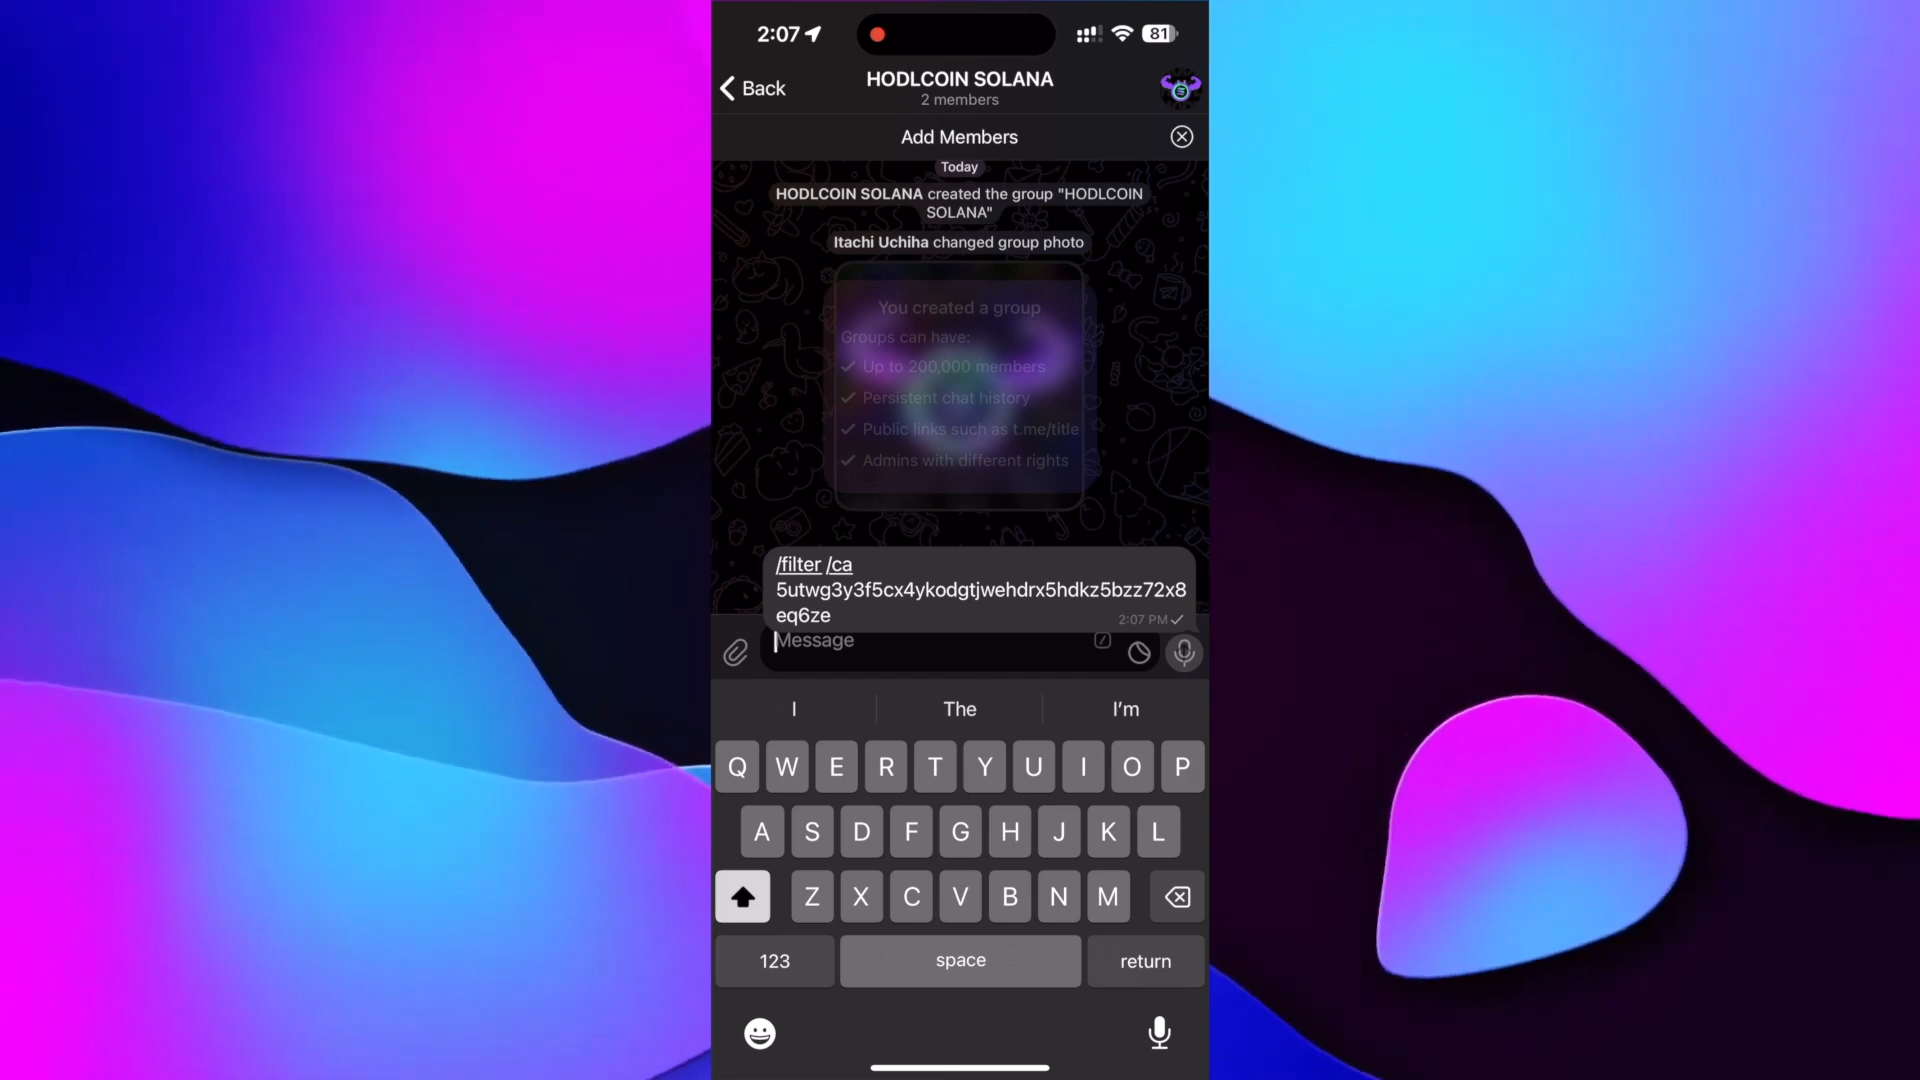 2:07
81
Back
HODLCOIN SOLANA
2 members
Add Members
Today
HODLCOIN SOLANA created the group "HODLCOIN
SOLANA"
Itachi Uchiha changed group photo
You created a group
Groups can have:
Up to 200,000 members
Persistent chat history
Public links such as t.me/title
Admins with different rights
/filter /ca
5utwg3y3f5cx4ykodgtjwehdrx5hdkz5bzz72x8
eq6ze
2:07 PM
Message
I The I'm
Q W E R T Y U I O P
A S D F G H J K L
Z X C V B N M
123 space return